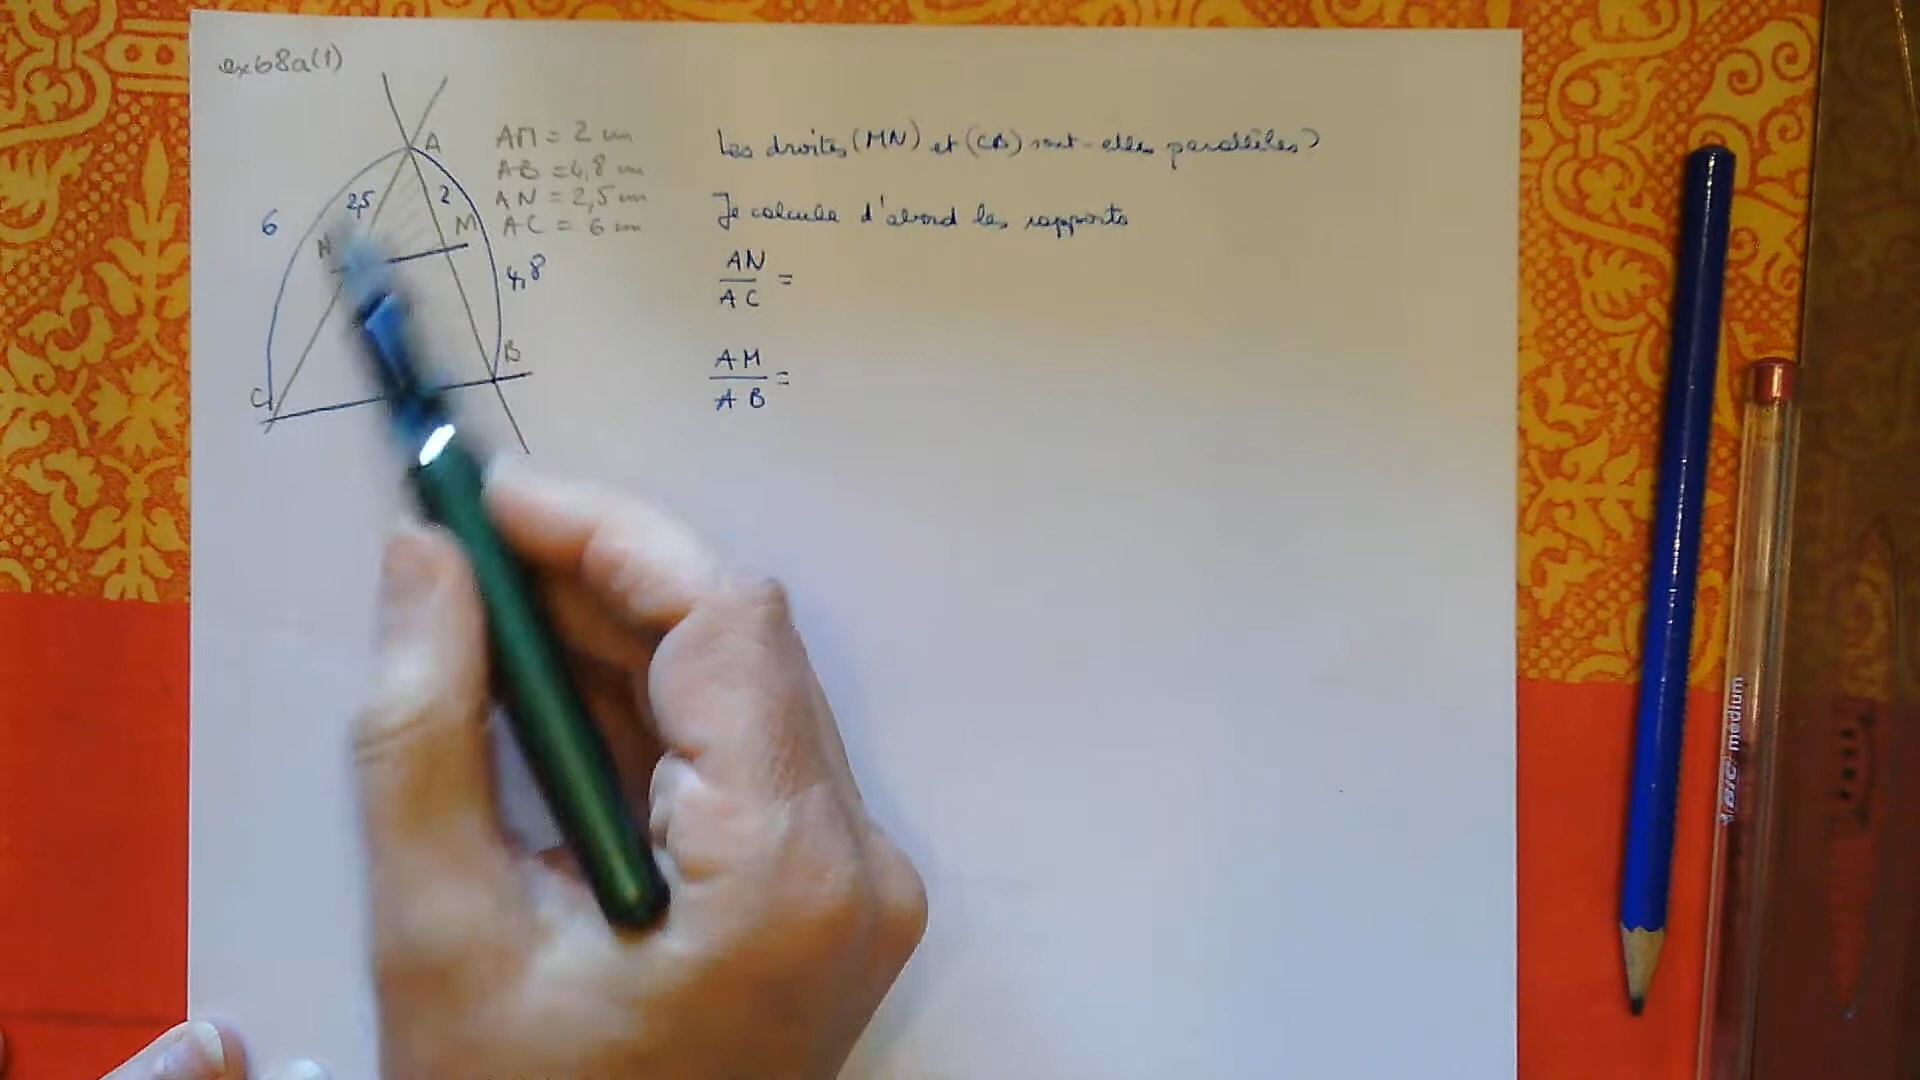 ex68a(1)
A
AM = 2 cm
AB = 4,8 cm
AN = 2,5 cm
AC = 6 cm
6
2,5
2
N
M
4,8
B
C
Les droites (MN) et (CB) sont-elles parallèles ?
Je calcule d'abord les rapports
AN
AC =
AM
AB =
BIC medium